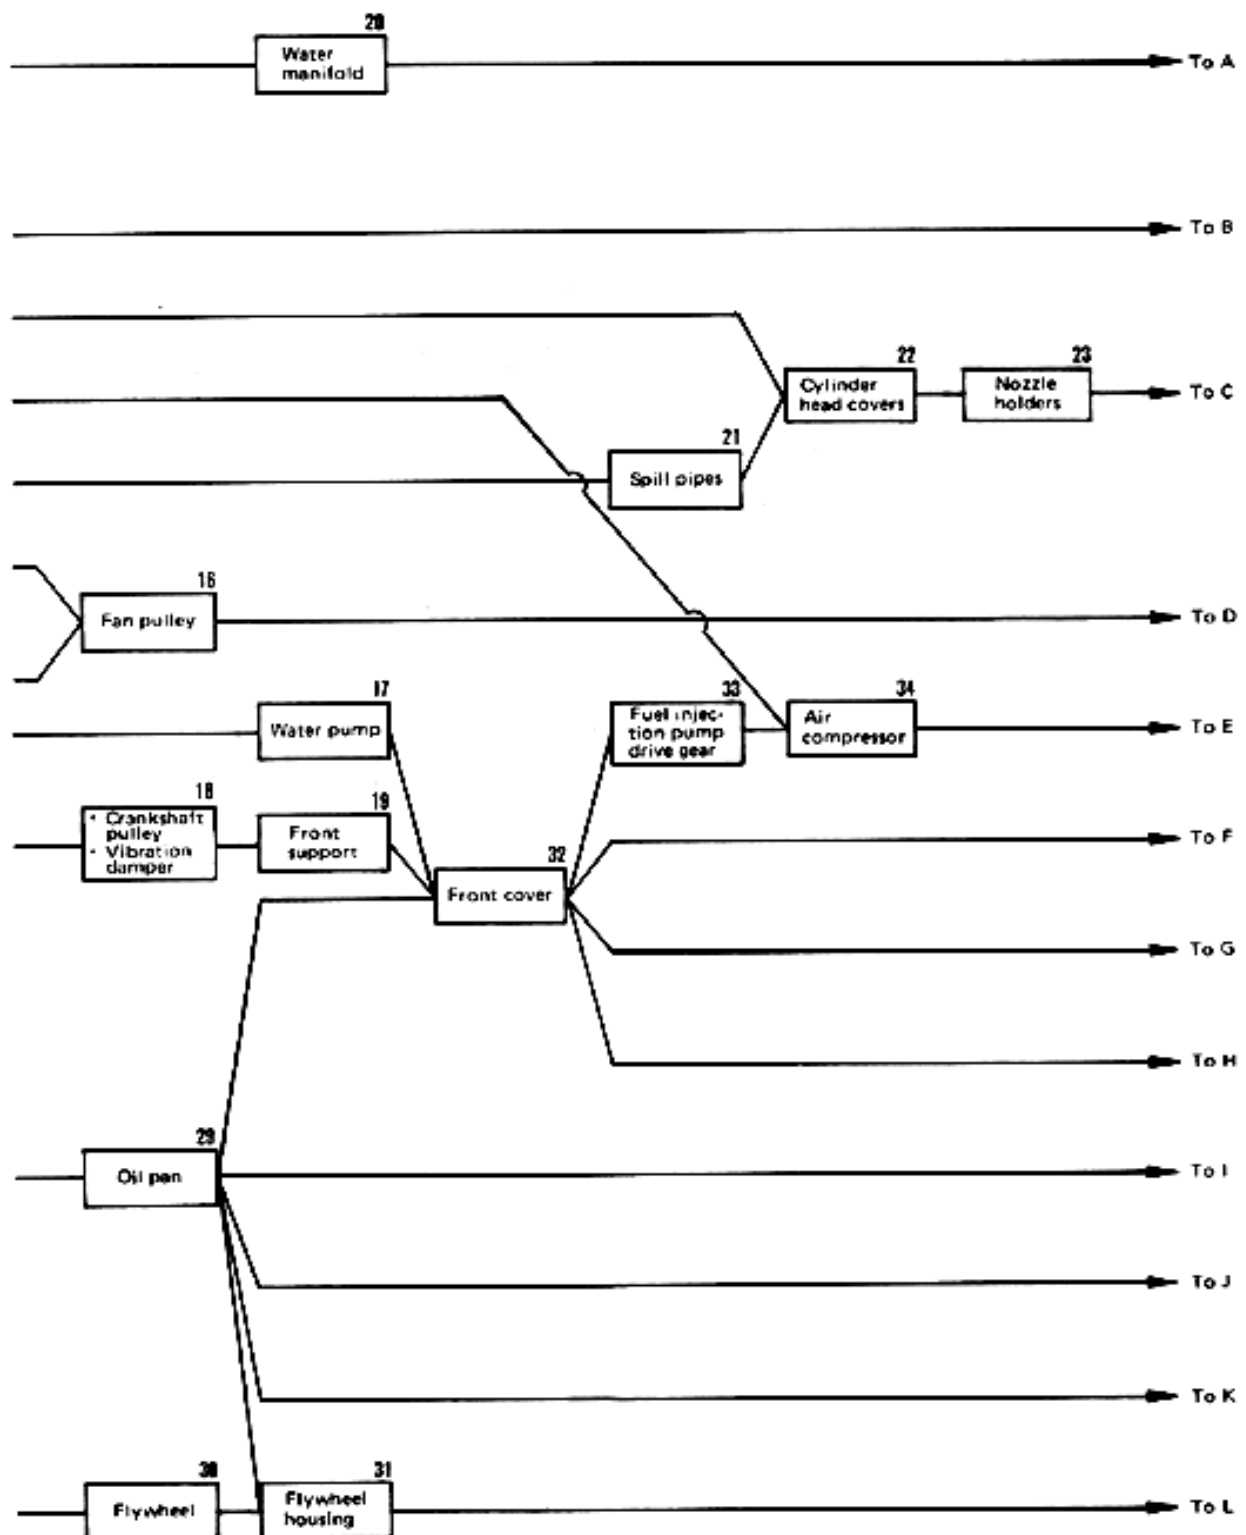 20
Water
manifold
To A
To B
22
23
Cylinder
head covers
Nozzle
holders
To C
21
Spill pipes
16
Fan pulley
To D
17
Water pump
33
Fuel injec-
tion pump
drive gear
34
Air
compressor
To E
18
• Crankshaft
pulley
• Vibration
damper
19
Front
support
To F
32
Front cover
To G
To H
29
Oil pan
To I
To J
To K
30
Flywheel
31
Flywheel
housing
To L